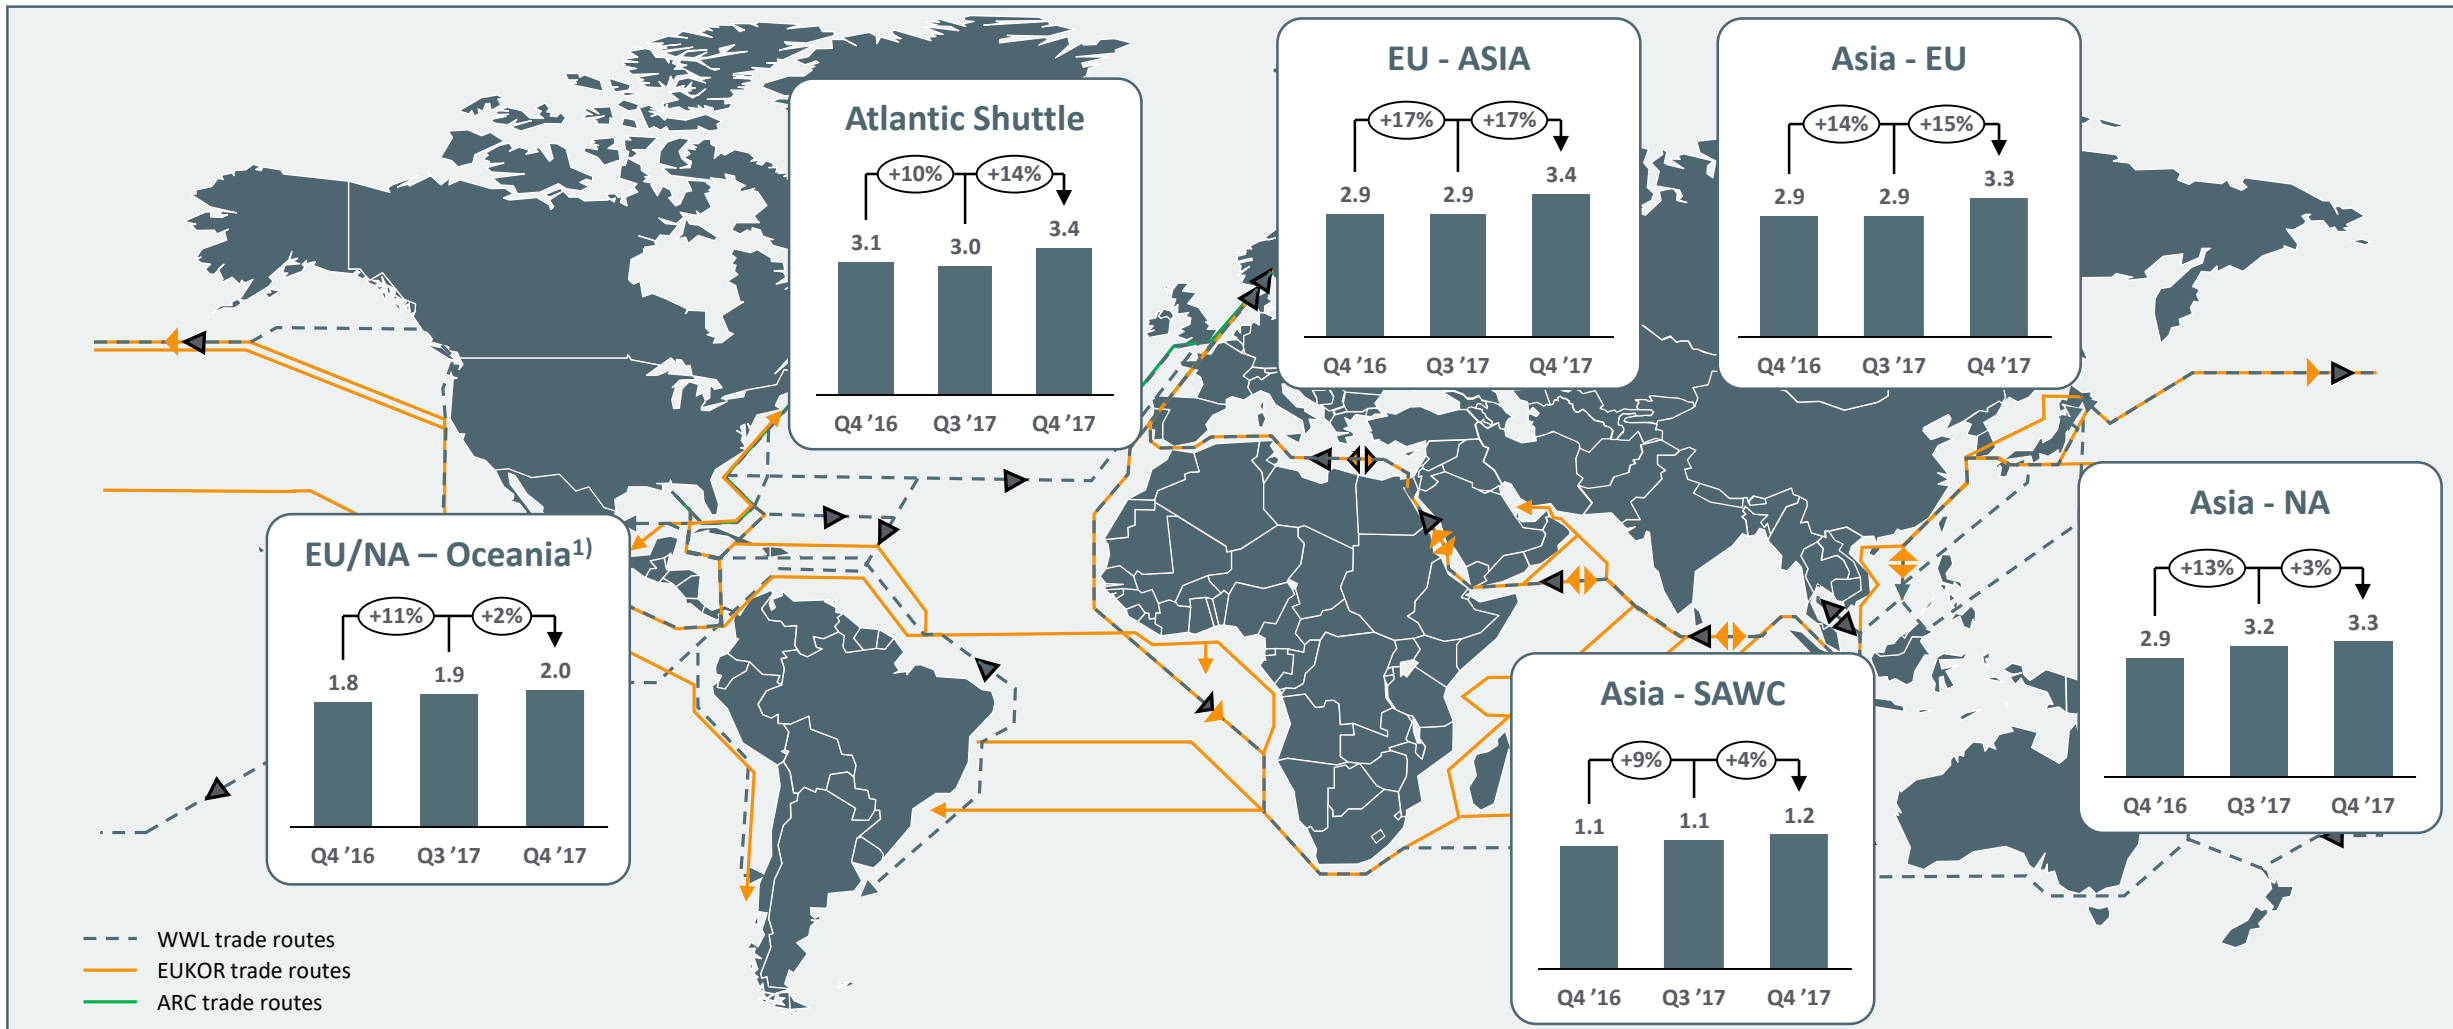 EU - ASIA
+17% +17%
2.9 2.9 3.4
Q4 ’16 Q3 ’17 Q4 ’17
Asia - EU
+14% +15%
2.9 2.9 3.3
Q4 ’16 Q3 ’17 Q4 ’17
Atlantic Shuttle
+10% +14%
3.1 3.0 3.4
Q4 ’16 Q3 ’17 Q4 ’17
Asia - NA
+13% +3%
2.9 3.2 3.3
Q4 ’16 Q3 ’17 Q4 ’17
EU/NA – Oceania1)
+11% +2%
1.8 1.9 2.0
Q4 ’16 Q3 ’17 Q4 ’17
Asia - SAWC
+9% +4%
1.1 1.1 1.2
Q4 ’16 Q3 ’17 Q4 ’17
WWL trade routes
EUKOR trade routes
ARC trade routes